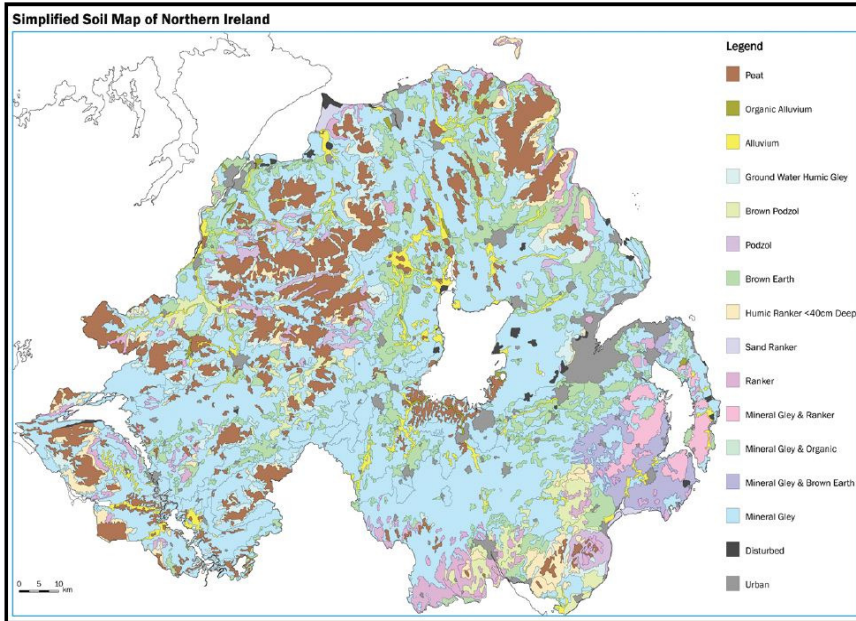 Simplified Soil Map of Northern Ireland
Legend
Peat
Organic Alluvium
Alluvium
Ground Water Humic Gley
Brown Podzol
Podzol
Brown Earth
Humic Ranker <40cm Deep
Sand Ranker
Ranker
Mineral Gley & Ranker
Mineral Gley & Organic
Mineral Gley & Brown Earth
Mineral Gley
Disturbed
Urban
0 5 10
km